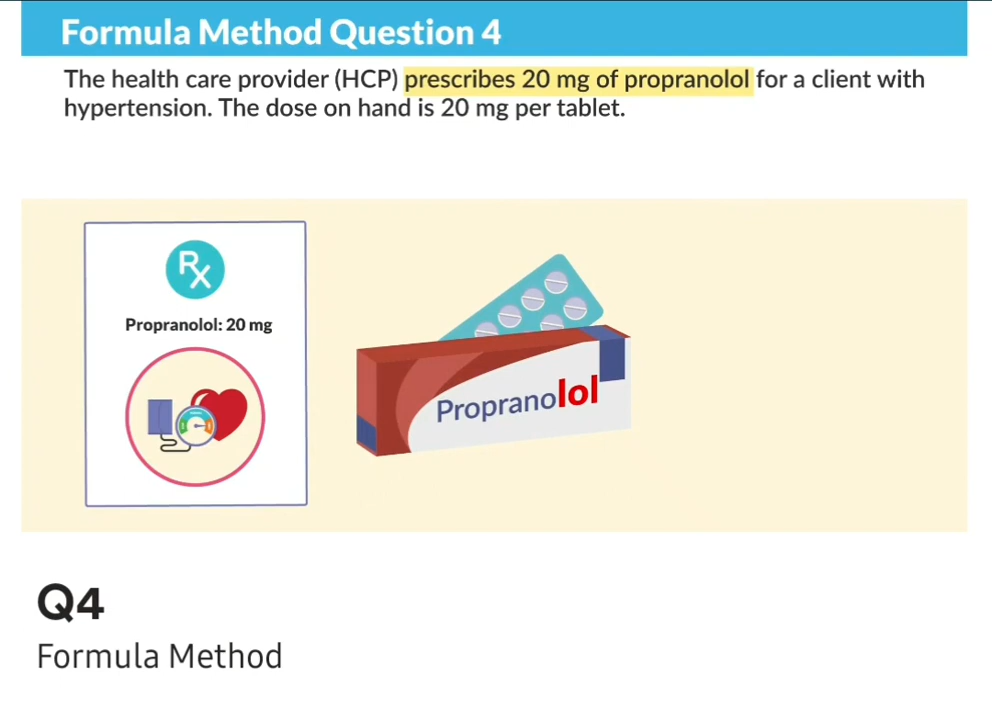 Formula Method Question 4
The health care provider (HCP) prescribes 20 mg of propranolol for a client with
hypertension. The dose on hand is 20 mg per tablet.
Rx
Propranolol: 20 mg
Propranolol
Q4
Formula Method